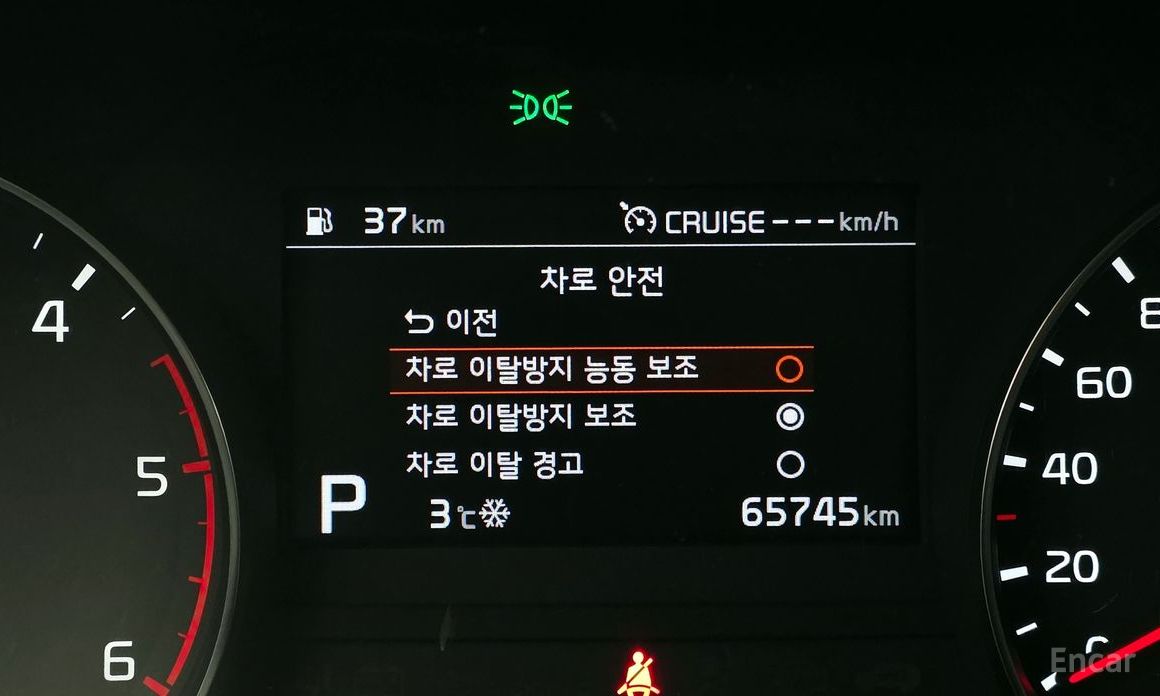 37km CRUISE---km/h
차로 안전
이전
차로 이탈방지 능동 보조
차로 이탈방지 보조
차로 이탈 경고
P 3℃ 65745km
4
5
6
60
40
20
Encar